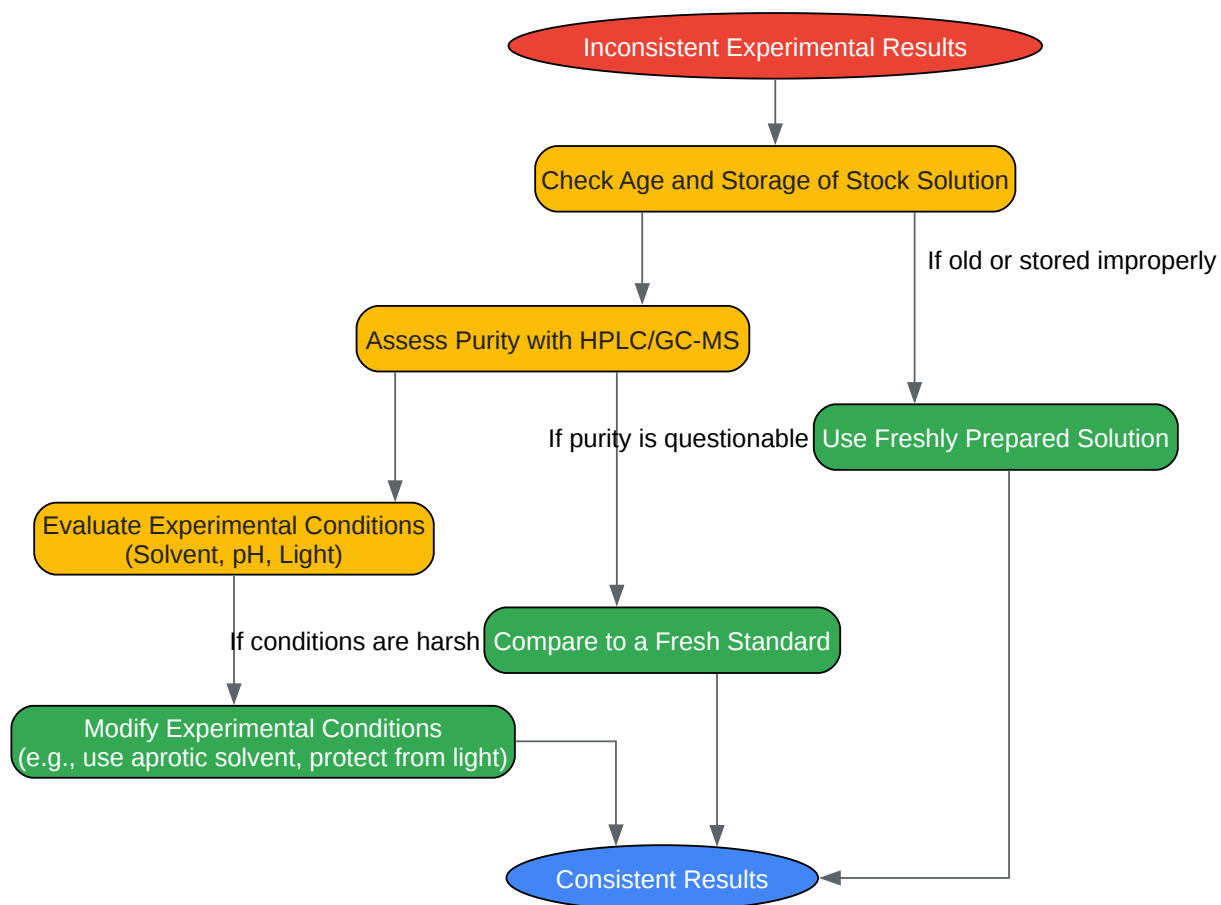 Inconsistent Experimental Results
Check Age and Storage of Stock Solution
If old or stored improperly
Assess Purity with HPLC/GC-MS
If purity is questionable
Use Freshly Prepared Solution
Evaluate Experimental Conditions
(Solvent, pH, Light)
If conditions are harsh
Compare to a Fresh Standard
Modify Experimental Conditions
(e.g., use aprotic solvent, protect from light)
Consistent Results